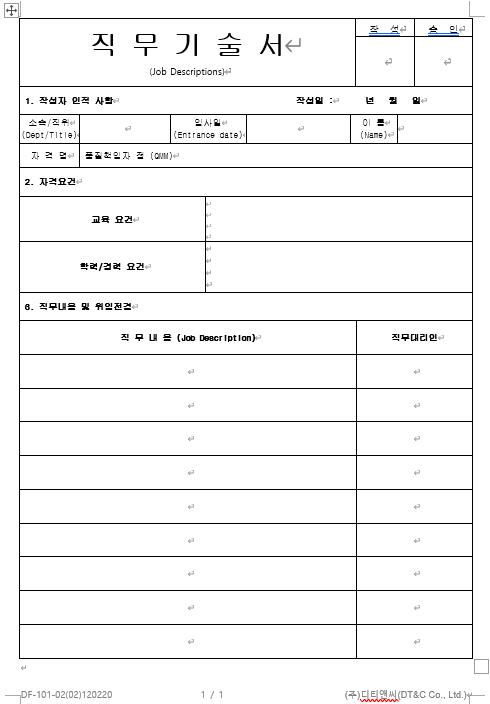 직 무 기 술 서
(Job Descriptions)
작 성 승 인
1. 작성자 인적 사항 작성일 : 년 월 일
소속/직위 입사일 이 름
(Dept/Title) (Entrance date) (Name)
자 격 명 품질책임자 겸 (QMM)
2. 자격요건
교육 요건
학력/경력 요건
6. 직무내용 및 위임전결
직 무 내 용 (Job Description) 직무대리인
DF-101-02(02)120220 1 / 1 (주)디티앤씨(DT&C Co., Ltd.)